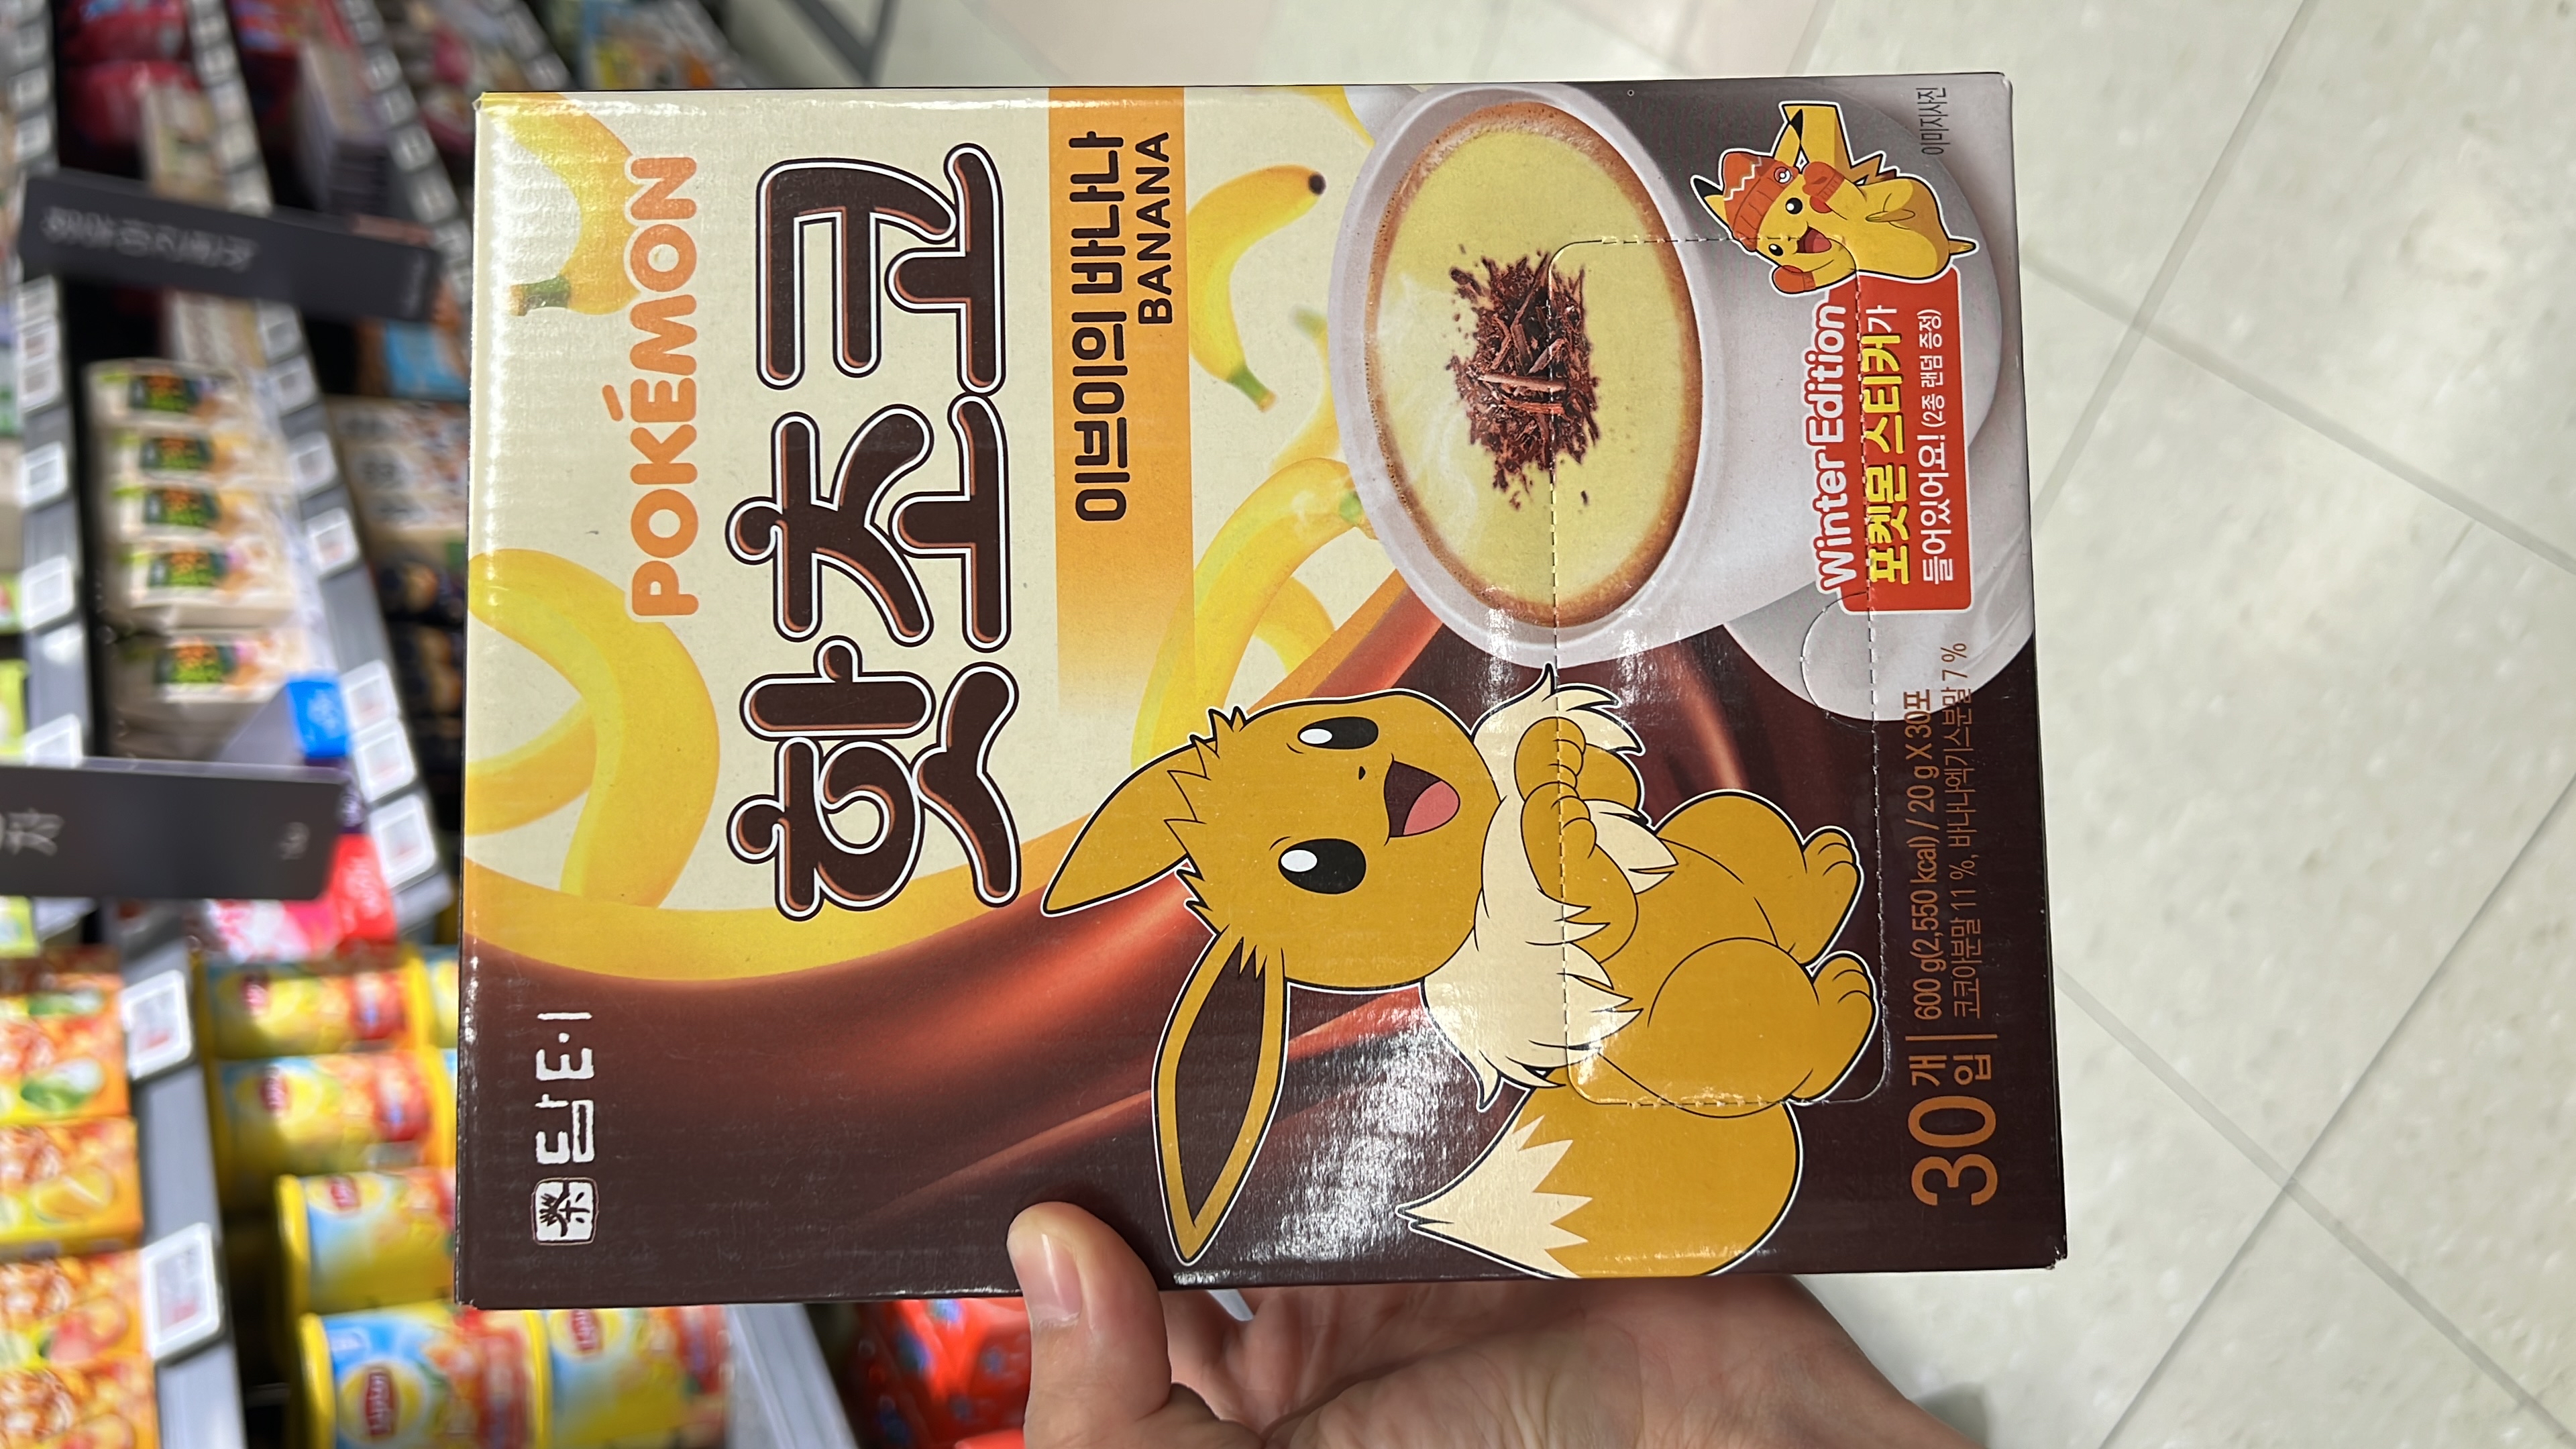 담터
POKÉMON
핫초코
이브이의 바나나
BANANA
Winter Edition
포켓몬 스티커가
들어있어요! (2종 랜덤 증정)
이미지사진
30개입
600 g(2,550 kcal) / 20 g X 30포
코코아분말 11 %, 바나나엑기스분말 7 %
Lipton
Lipton
Lipton